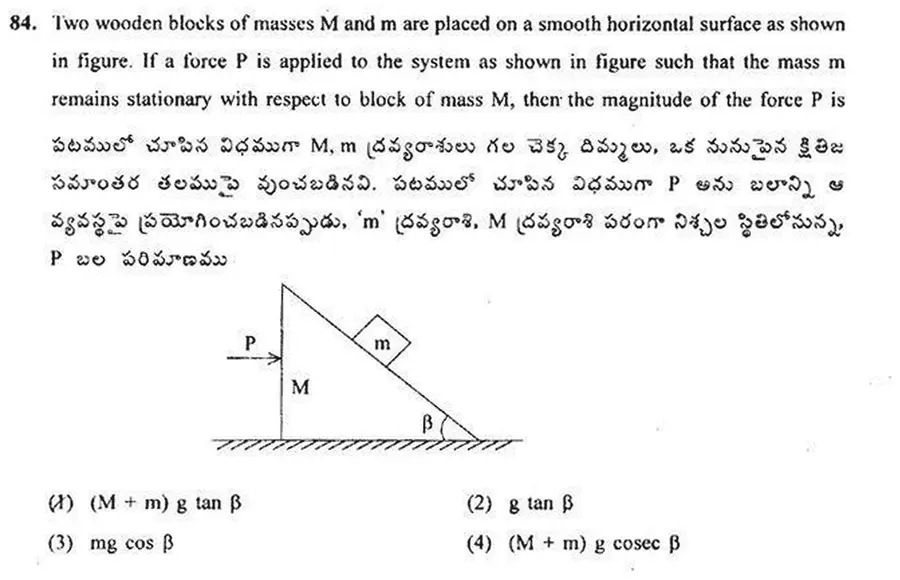 84. Two wooden blocks of masses M and m are placed on a smooth horizontal surface as shown
in figure. If a force P is applied to the system as shown in figure such that the mass m
remains stationary with respect to block of mass M, then the magnitude of the force P is
పటములో చూపిన విధముగా M, m ద్రవ్యరాశులు గల చెక్క దిమ్మలు, ఒక నునుపైన క్షితిజ
సమాంతర తలముపై వుంచబడినవి. పటములో చూపిన విధముగా P అను బలాన్ని ఆ
వ్యవస్థపై ప్రయోగించబడినప్పుడు, 'm' ద్రవ్యరాశి, M ద్రవ్యరాశి పరంగా నిశ్చల స్థితిలోనున్న,
P బల పరిమాణము
P
m
M
β
(1) (M + m) g tan β
(2) g tan β
(3) mg cos β
(4) (M + m) g cosec β